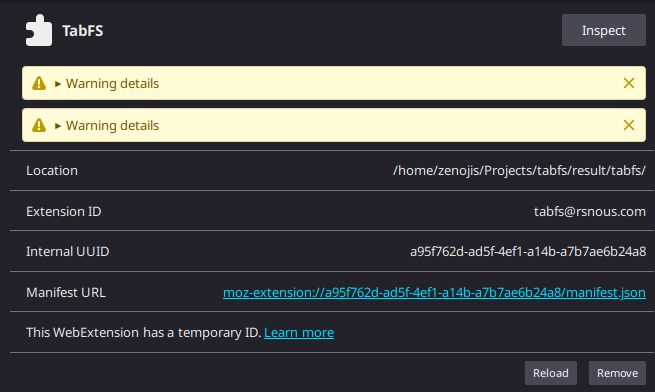 TabFS
Inspect
▸ Warning details
▸ Warning details
Location
/home/zenojis/Projects/tabfs/result/tabfs/
Extension ID
tabfs@rsnous.com
Internal UUID
a95f762d-ad5f-4ef1-a14b-a7b7ae6b24a8
Manifest URL
moz-extension://a95f762d-ad5f-4ef1-a14b-a7b7ae6b24a8/manifest.json
This WebExtension has a temporary ID. Learn more
Reload
Remove